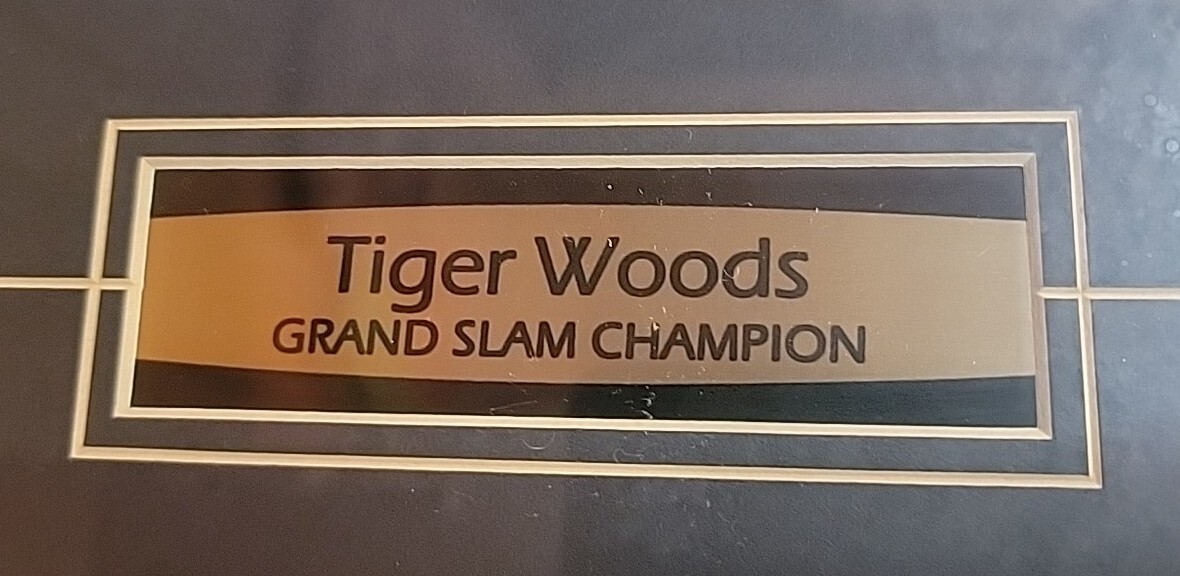 Tiger Woods
GRAND SLAM CHAMPION